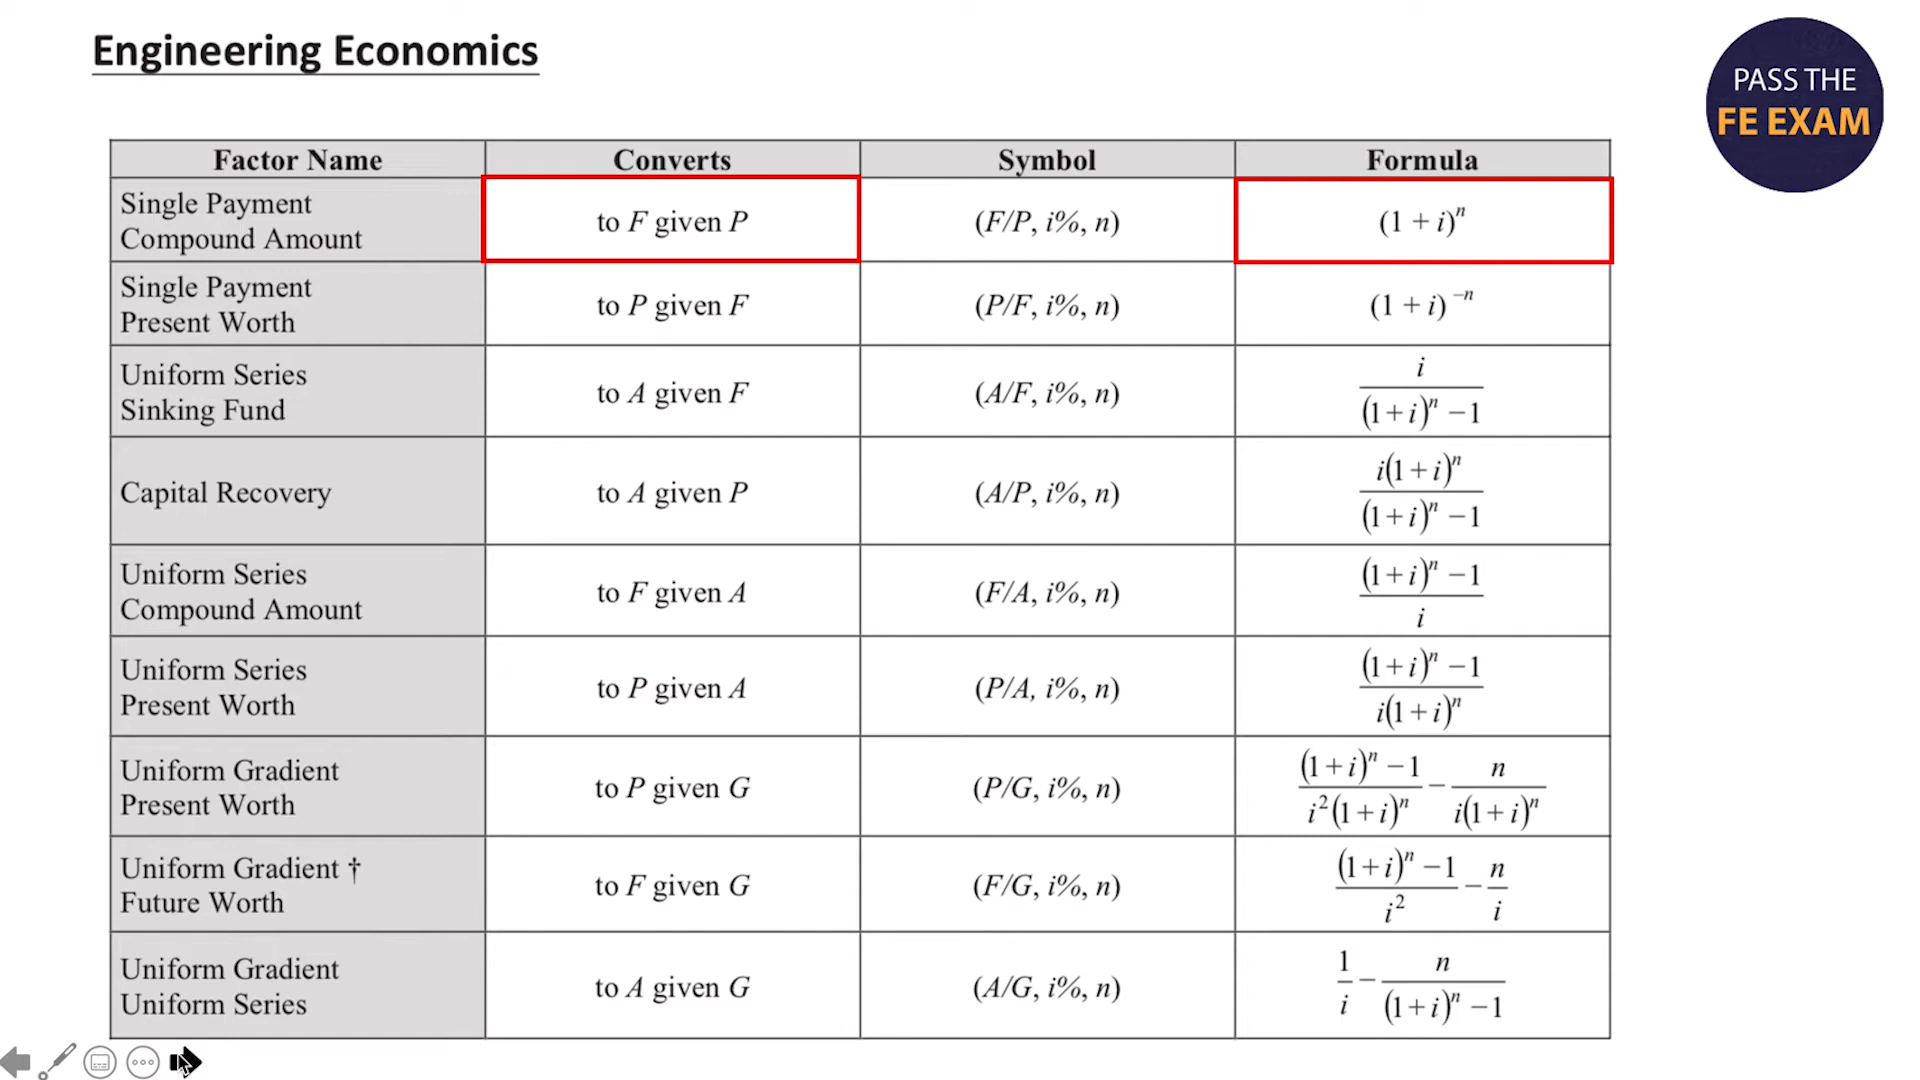 Engineering Economics
PASS THE
FE EXAM
Factor Name Converts Symbol Formula
Single Payment
Compound Amount
to F given P (F/P, i%, n) (1 + i)^n
Single Payment
Present Worth
to P given F (P/F, i%, n) (1 + i)^–n
Uniform Series
Sinking Fund
to A given F (A/F, i%, n) i / ((1+i)^n −1)
Capital Recovery to A given P (A/P, i%, n) i(1+i)^n / ((1+i)^n −1)
Uniform Series
Compound Amount
to F given A (F/A, i%, n) ((1+i)^n −1) / i
Uniform Series
Present Worth
to P given A (P/A, i%, n) ((1+i)^n −1) / (i(1+i)^n)
Uniform Gradient
Present Worth
to P given G (P/G, i%, n) ((1+i)^n −1) / (i²(1+i)^n) − n / (i(1+i)^n)
Uniform Gradient †
Future Worth
to F given G (F/G, i%, n) ((1+i)^n −1) / i² − n / i
Uniform Gradient
Uniform Series
to A given G (A/G, i%, n) 1 / i − n / ((1+i)^n −1)